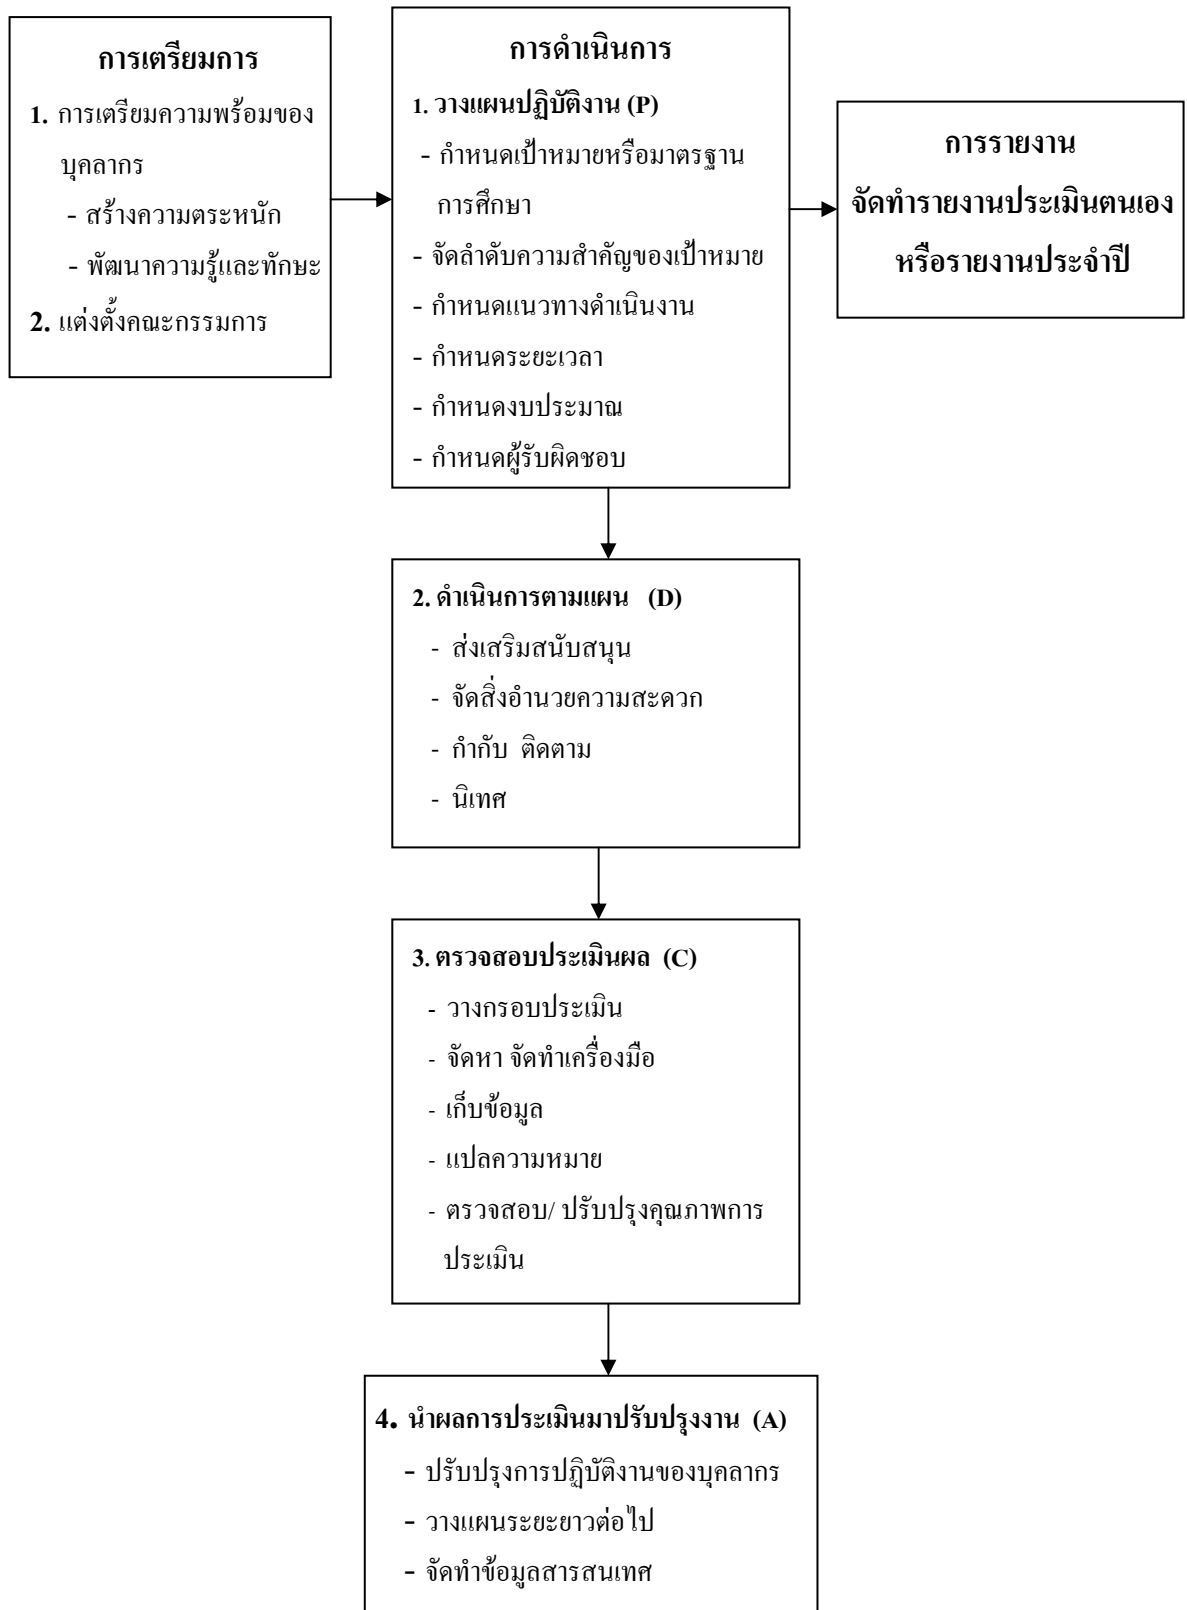 การเตรียมการ
1. การเตรียมความพร้อมของ
บุคลากร
- สร้างความตระหนัก
- พัฒนาความรู้และทักษะ
2. แต่งตั้งคณะกรรมการ
การดำเนินการ
1. วางแผนปฏิบัติงาน (P)
- กำหนดเป้าหมายหรือมาตรฐาน
การศึกษา
- จัดลำดับความสำคัญของเป้าหมาย
- กำหนดแนวทางดำเนินงาน
- กำหนดระยะเวลา
- กำหนดงบประมาณ
- กำหนดผู้รับผิดชอบ
การรายงาน
จัดทำรายงานประเมินตนเอง
หรือรายงานประจำปี
2. ดำเนินการตามแผน (D)
- ส่งเสริมสนับสนุน
- จัดสิ่งอำนวยความสะดวก
- กำกับ ติดตาม
- นิเทศ
3. ตรวจสอบประเมินผล (C)
- วางกรอบประเมิน
- จัดหา จัดทำเครื่องมือ
- เก็บข้อมูล
- แปลความหมาย
- ตรวจสอบ/ ปรับปรุงคุณภาพการ
ประเมิน
4. นำผลการประเมินมาปรับปรุงงาน (A)
- ปรับปรุงการปฏิบัติงานของบุคลากร
- วางแผนระยะยาวต่อไป
- จัดทำข้อมูลสารสนเทศ